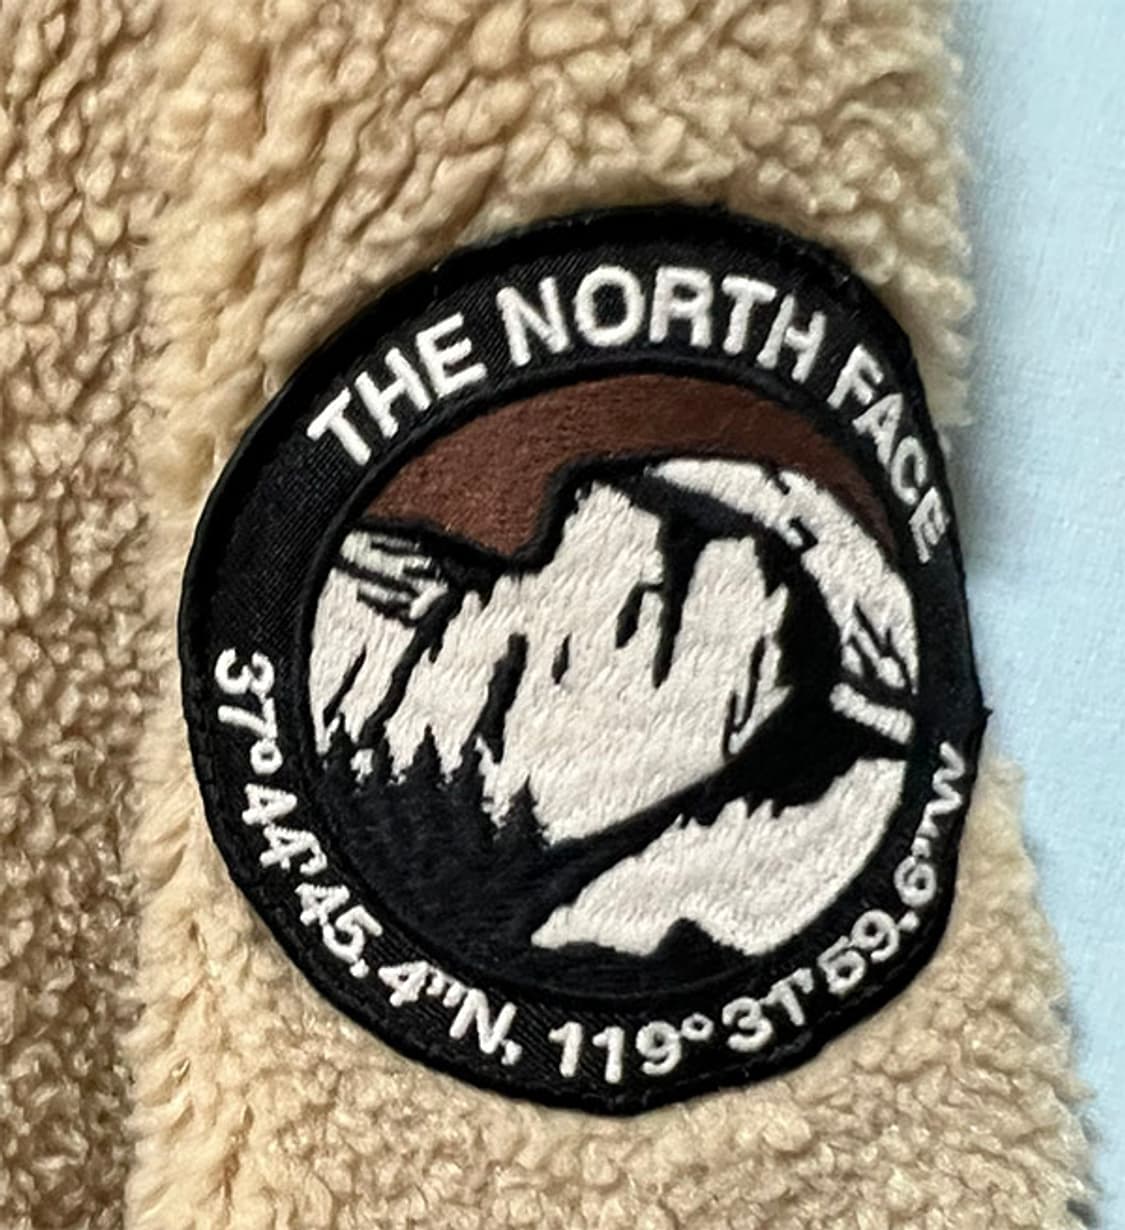 THE NORTH FACE
37°44'45.4"N, 119°31'59.6"W